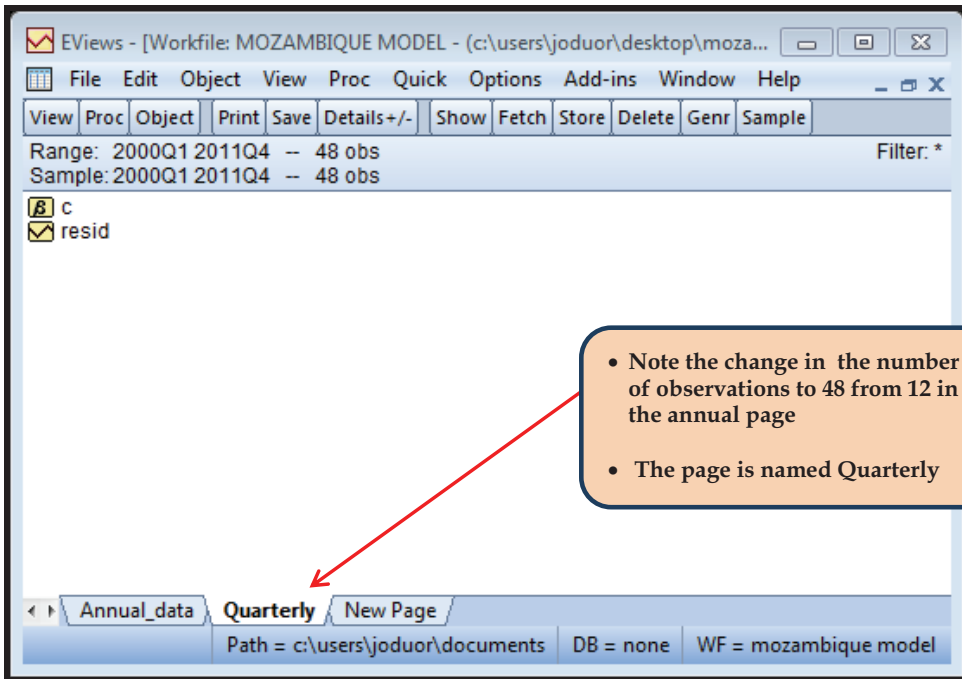 EViews - [Workfile: MOZAMBIQUE MODEL - (c:\users\joduor\desktop\moza...
File Edit Object View Proc Quick Options Add-ins Window Help
View Proc Object Print Save Details+/- Show Fetch Store Delete Genr Sample
Range: 2000Q1 2011Q4 -- 48 obs Filter: *
Sample: 2000Q1 2011Q4 -- 48 obs
β c
resid
• Note the change in the number
of observations to 48 from 12 in
the annual page
• The page is named Quarterly
Annual_data Quarterly New Page
Path = c:\users\joduor\documents DB = none WF = mozambique model